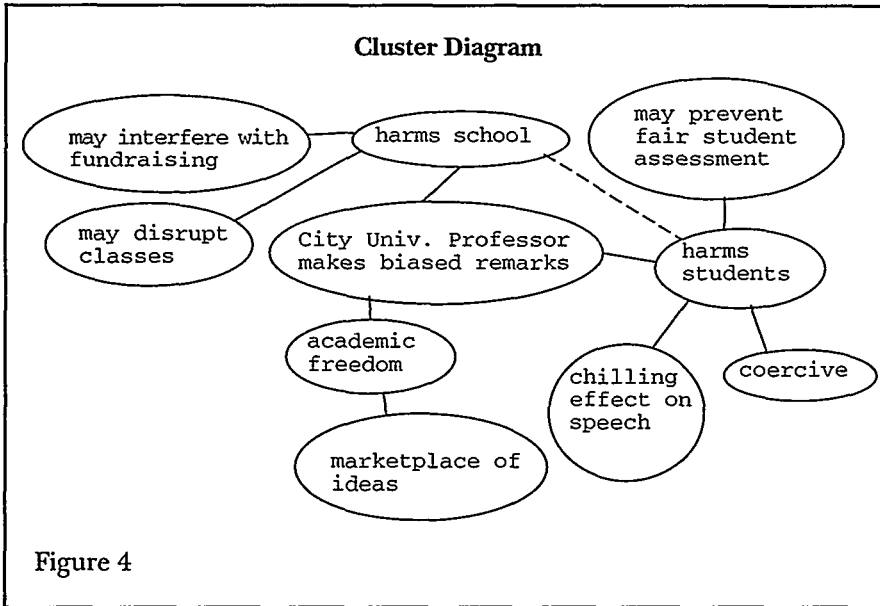 Cluster Diagram
may interfere with
fundraising
harms school
may prevent
fair student
assessment
may disrupt
classes
City Univ. Professor
makes biased remarks
harms
students
academic
freedom
chilling
effect on
speech
coercive
marketplace of
ideas
Figure 4